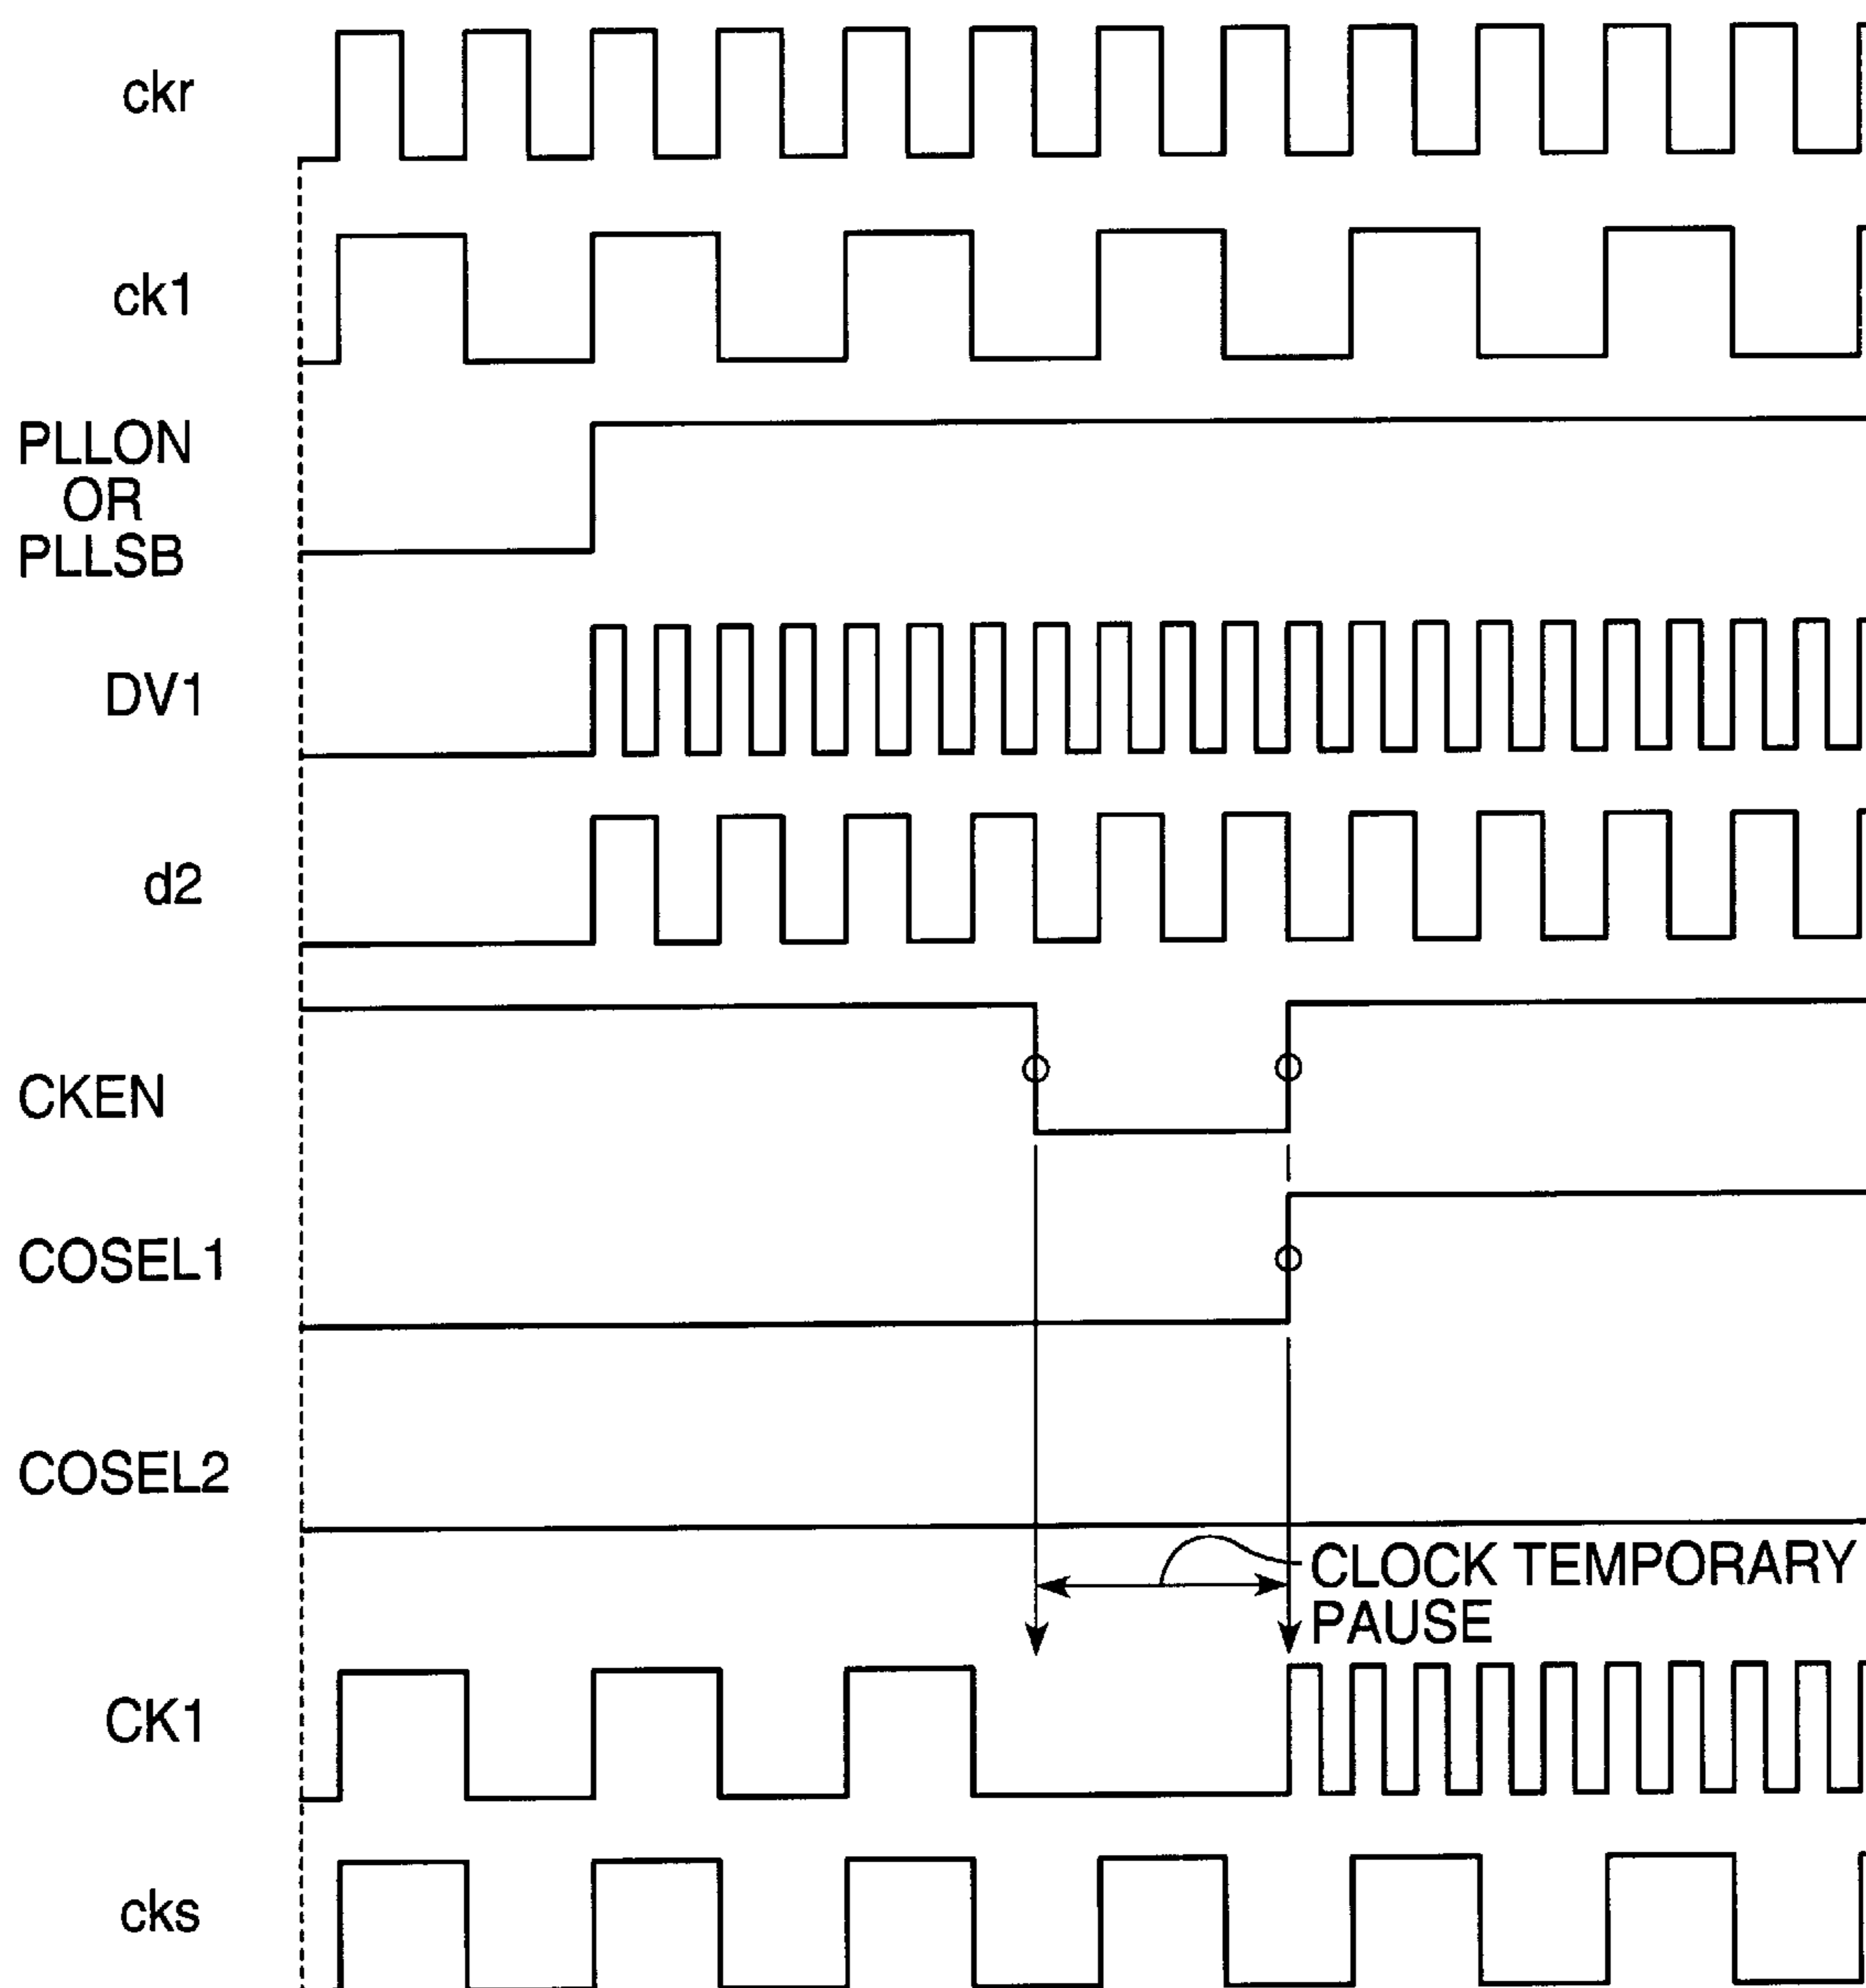 ckr
ck1
PLLON
OR
PLLSB
DV1
d2
CKEN
COSEL1
COSEL2
CLOCK TEMPORARY
PAUSE
CK1
cks